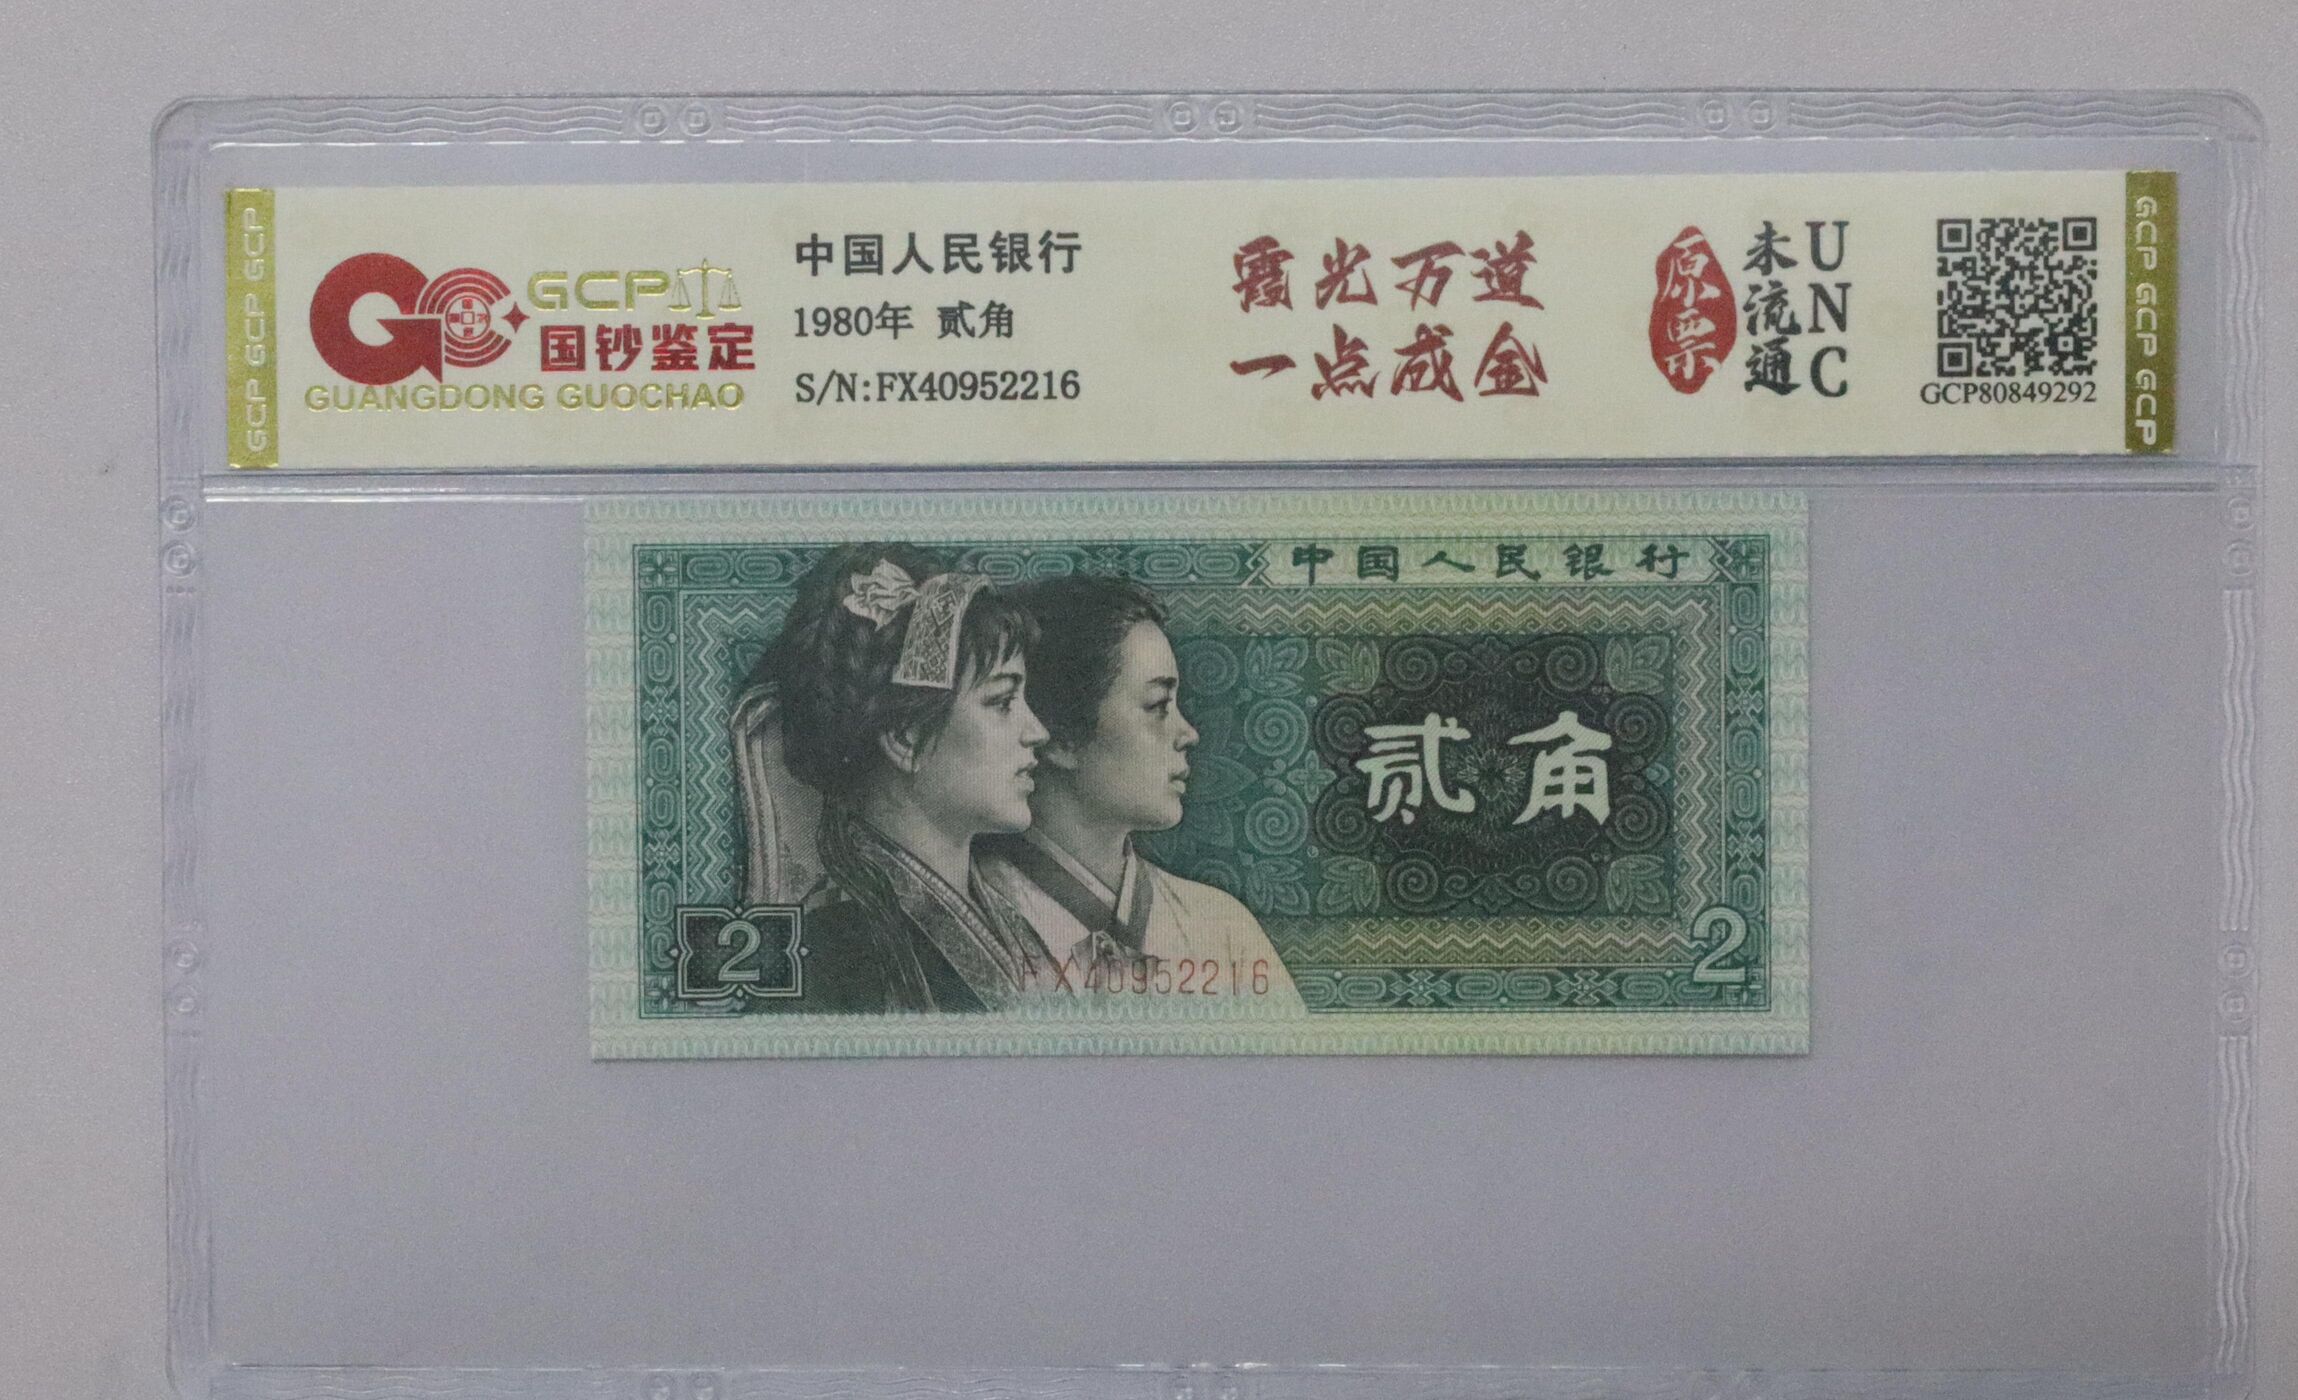 GCP GCP GCP
GCP
国钞鉴定
GUANGDONG GUOCHAO
中国人民银行
1980年 贰角
S/N:FX40952216
霞光万道
一点成金
原票
未流通
UNC
GCP80849292
GCP GCP GCP
中国人民银行
贰角
2
2
FX40952216